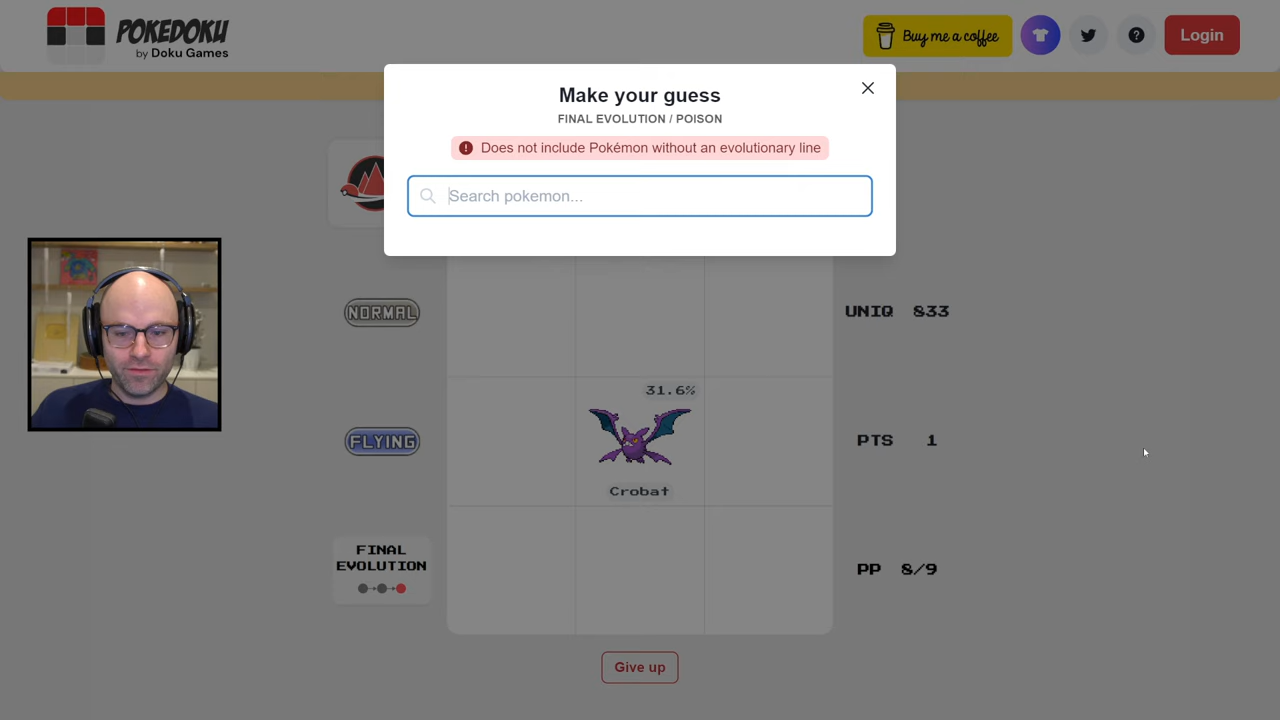 POKEDOKU
by Doku Games
Buy me a coffee
Login
Make your guess
FINAL EVOLUTION / POISON
Does not include Pokémon without an evolutionary line
Search pokemon...
NORMAL
UNIQ 833
31.6%
FLYING
PTS 1
Crobat
FINAL
EVOLUTION
PP 8/9
Give up